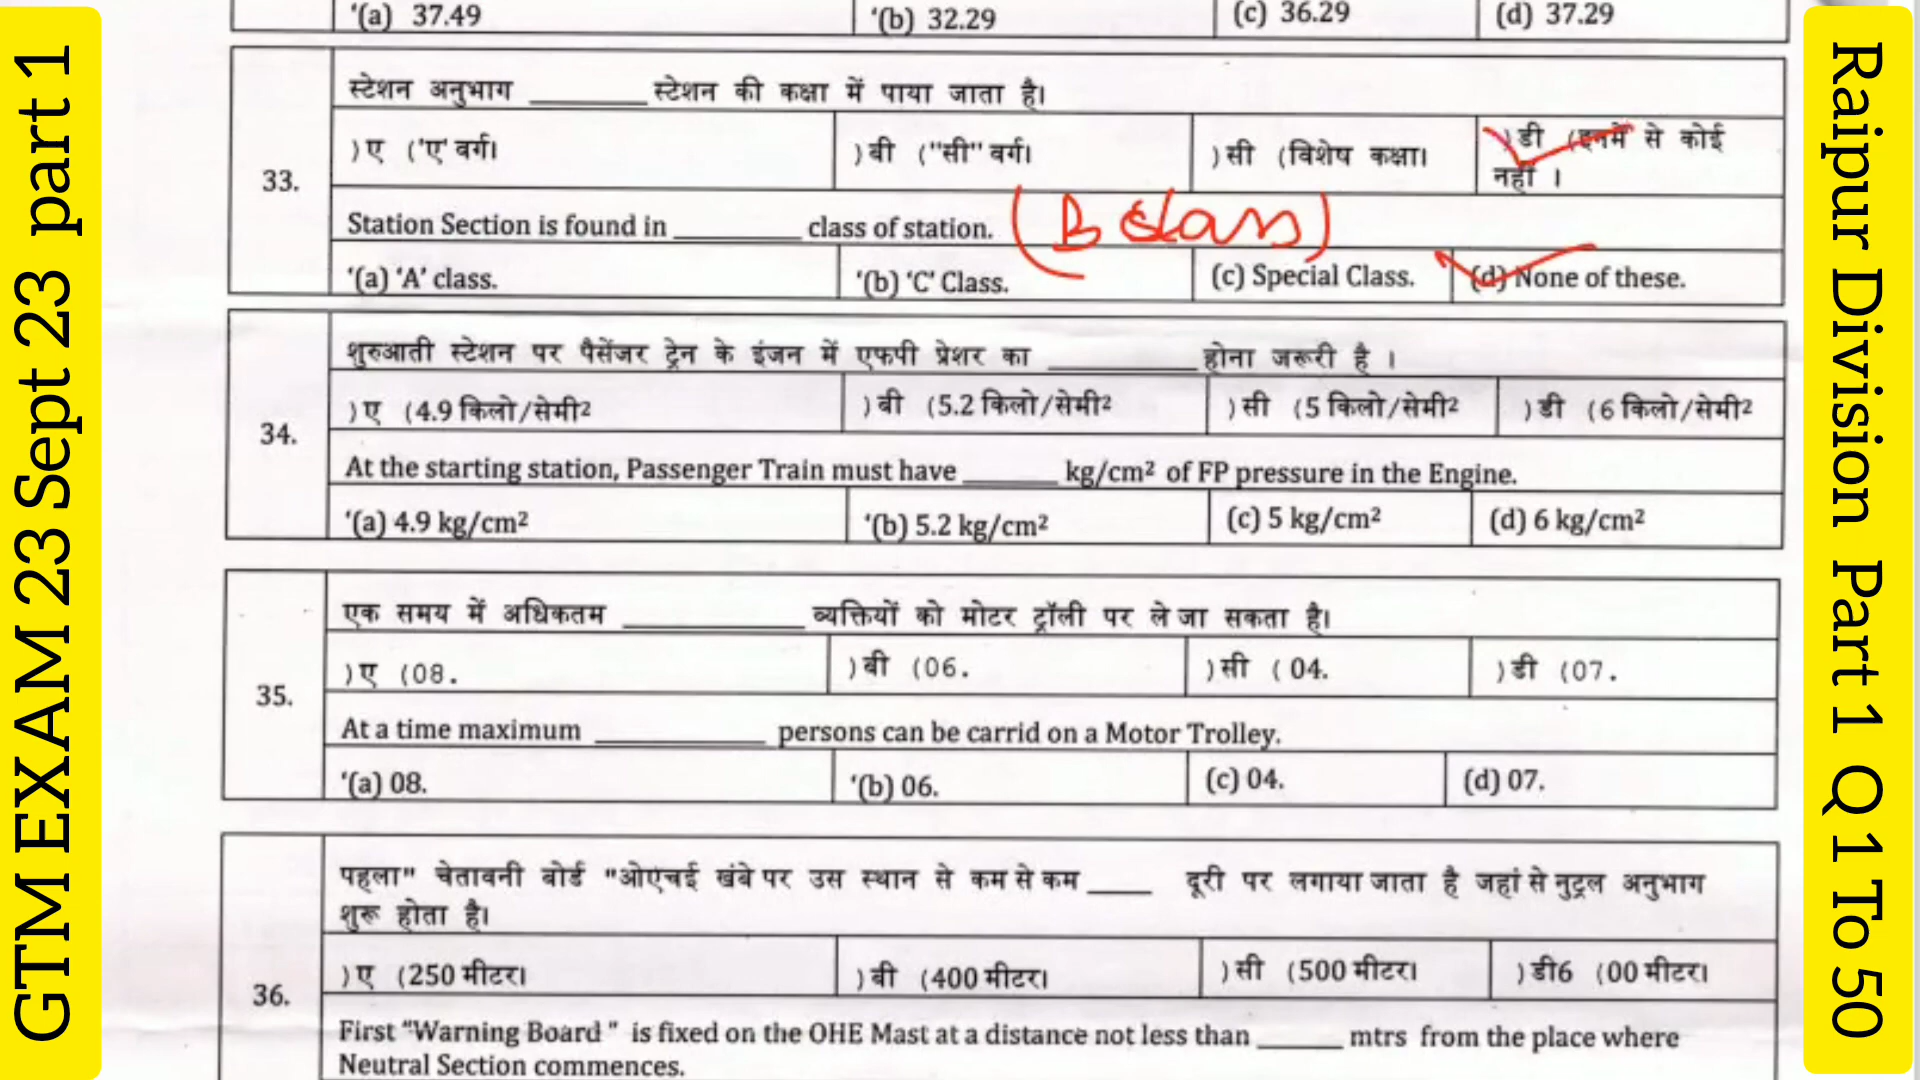 GTM EXAM 23 Sept 23 part 1
'(a) 37.49 '(b) 32.29 (c) 36.29 (d) 37.29
33.
स्टेशन अनुभाग ________ स्टेशन की कक्षा में पाया जाता है।
)ए ('ए' वर्ग। )बी ("सी" वर्ग। )सी (विशेष कक्षा। )डी (इनमें से कोई
नहीं ।
Station Section is found in ________ class of station. (B class)
'(a) 'A' class. '(b) 'C' Class. (c) Special Class. (d) None of these.
34.
शुरुआती स्टेशन पर पैसेंजर ट्रेन के इंजन में एफपी प्रेशर का ________ होना जरूरी है ।
)ए (4.9 किलो/सेमी² )बी (5.2 किलो/सेमी² )सी (5 किलो/सेमी² )डी (6 किलो/सेमी²
At the starting station, Passenger Train must have ______ kg/cm² of FP pressure in the Engine.
'(a) 4.9 kg/cm² '(b) 5.2 kg/cm² (c) 5 kg/cm² (d) 6 kg/cm²
35.
एक समय में अधिकतम ________ व्यक्तियों को मोटर ट्रॉली पर ले जा सकता है।
)ए (08. )बी (06. )सी ( 04. )डी (07.
At a time maximum ________ persons can be carrid on a Motor Trolley.
'(a) 08. '(b) 06. (c) 04. (d) 07.
36.
पहला" चेतावनी बोर्ड "ओएचई खंबे पर उस स्थान से कम से कम ____ दूरी पर लगाया जाता है जहां से नुट्रल अनुभाग
शुरू होता है।
)ए (250 मीटर। )बी (400 मीटर। )सी (500 मीटर। )डी6 (00 मीटर।
First "Warning Board " is fixed on the OHE Mast at a distance not less than ______ mtrs from the place where
Neutral Section commences.
Raipur Division Part 1 Q 1 To 50